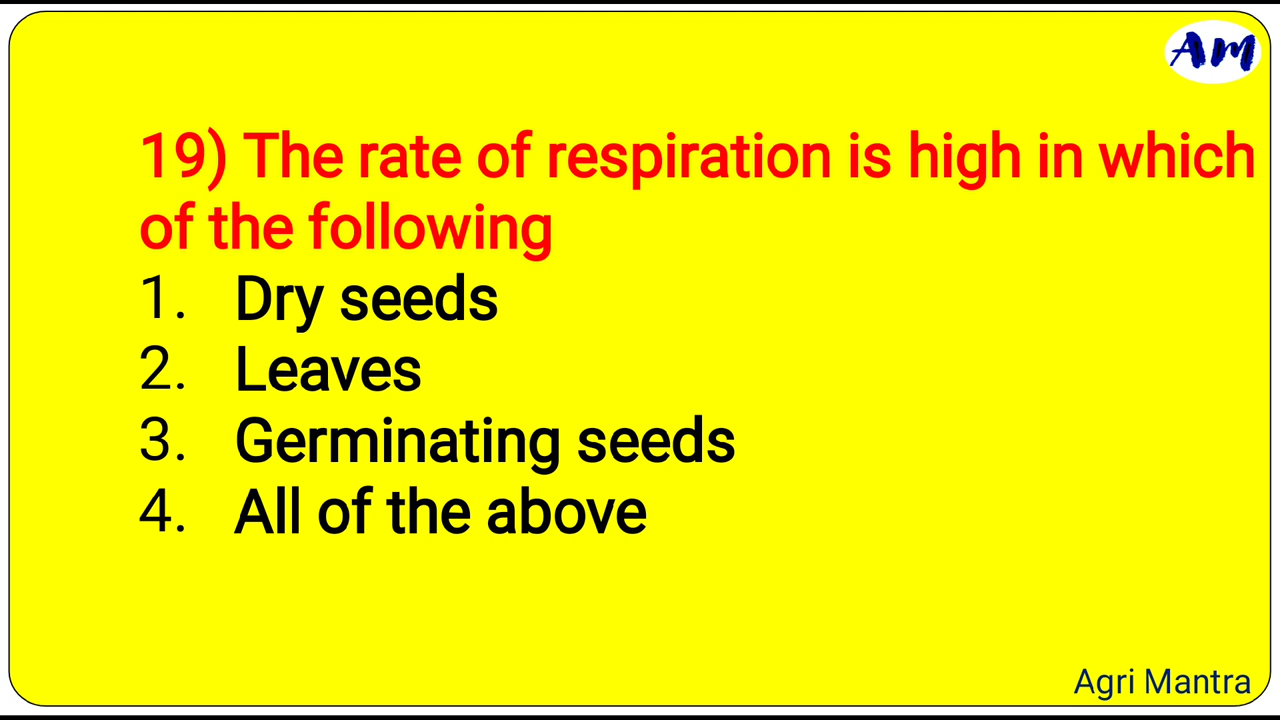 AM
19) The rate of respiration is high in which
of the following
1. Dry seeds
2. Leaves
3. Germinating seeds
4. All of the above
Agri Mantra